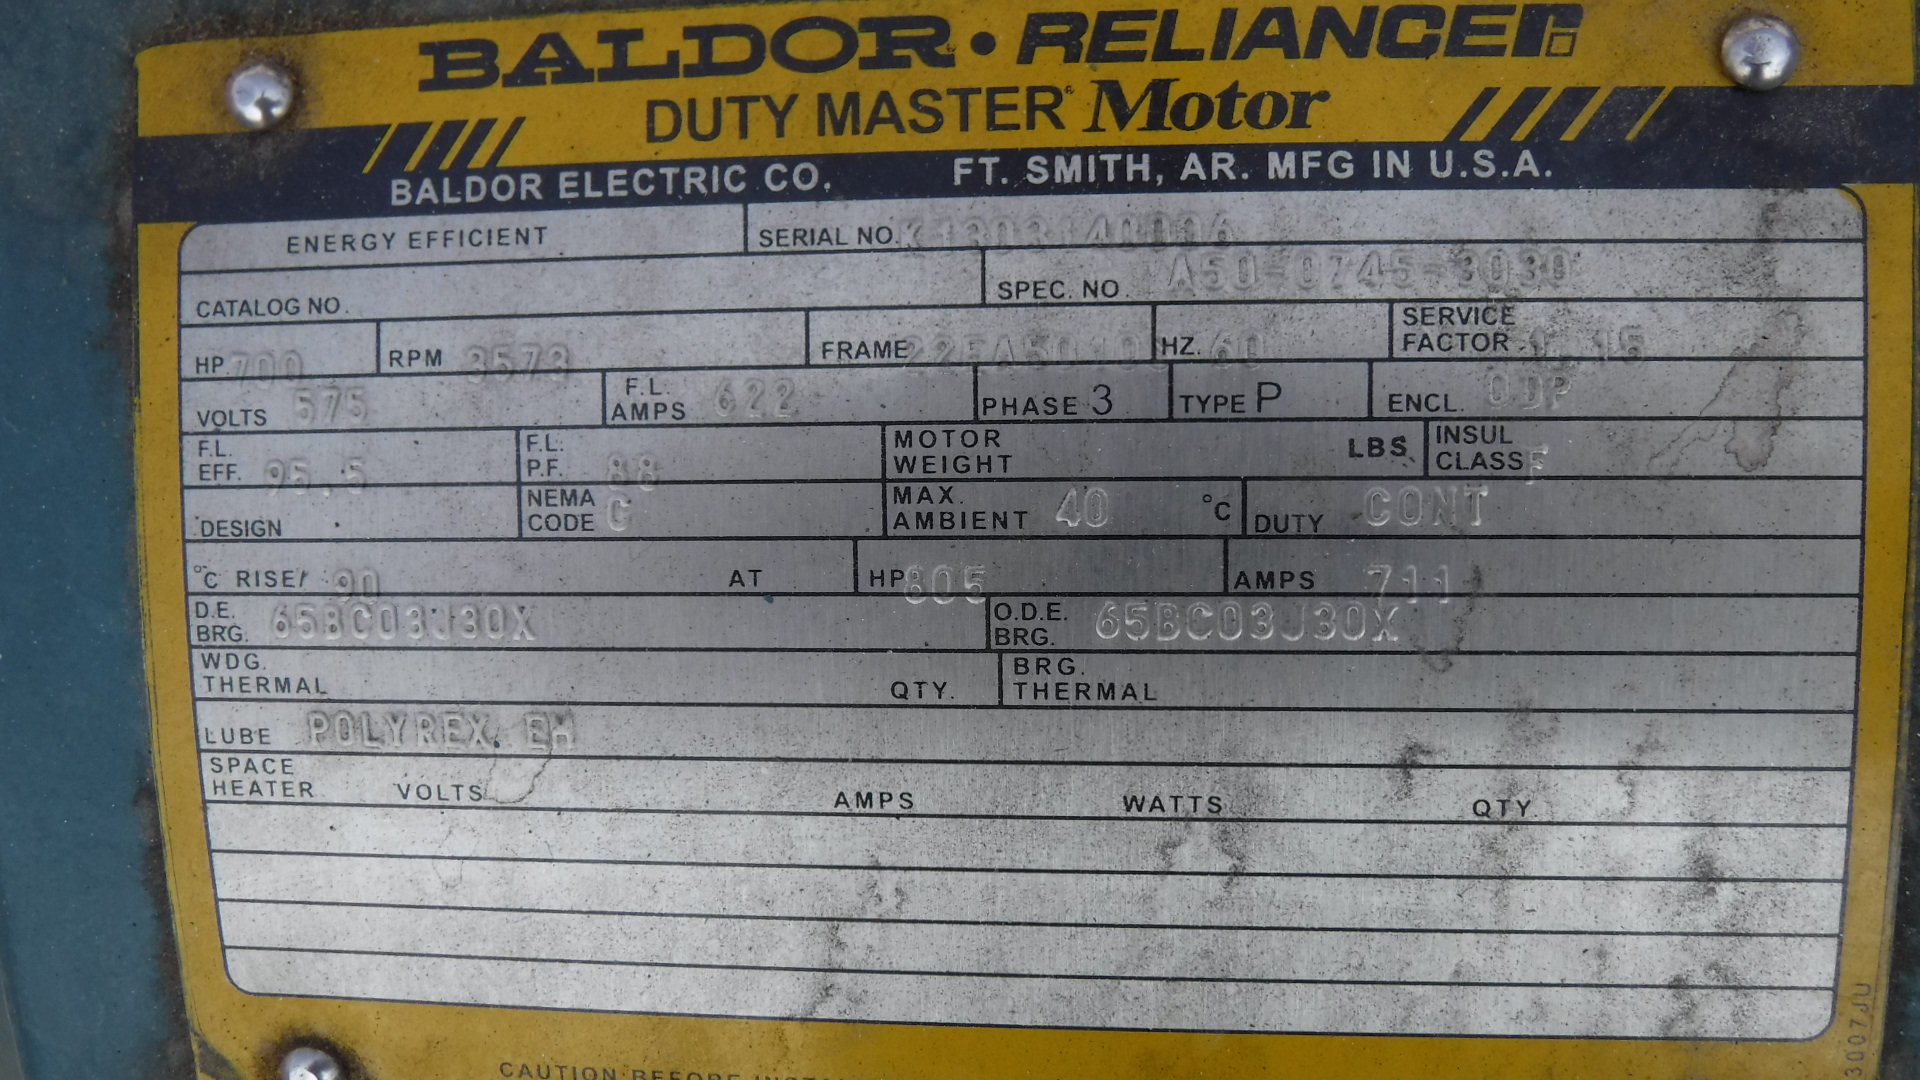 BALDOR • RELIANCE
DUTY MASTER® Motor
BALDOR ELECTRIC CO. FT. SMITH, AR. MFG IN U.S.A.
ENERGY EFFICIENT SERIAL NO.
CATALOG NO. SPEC. NO. A50-0745-3030
HP 700 RPM 3573 FRAME HZ. 60 SERVICE FACTOR 1.15
VOLTS 575 F.L. AMPS 622 PHASE 3 TYPE P ENCL. ODP
F.L. EFF. 95.5 F.L. P.F. 88 MOTOR WEIGHT LBS. INSUL CLASS F
DESIGN NEMA CODE G MAX. AMBIENT 40 °C DUTY CONT
°C RISE/ 90 AT HP 805 AMPS 711
D.E. BRG. 65BC03J30X O.D.E. BRG. 65BC03J30X
WDG. THERMAL QTY. BRG. THERMAL
LUBE POLYREX EM
SPACE HEATER VOLTS AMPS WATTS QTY.
CAUTION: BEFORE